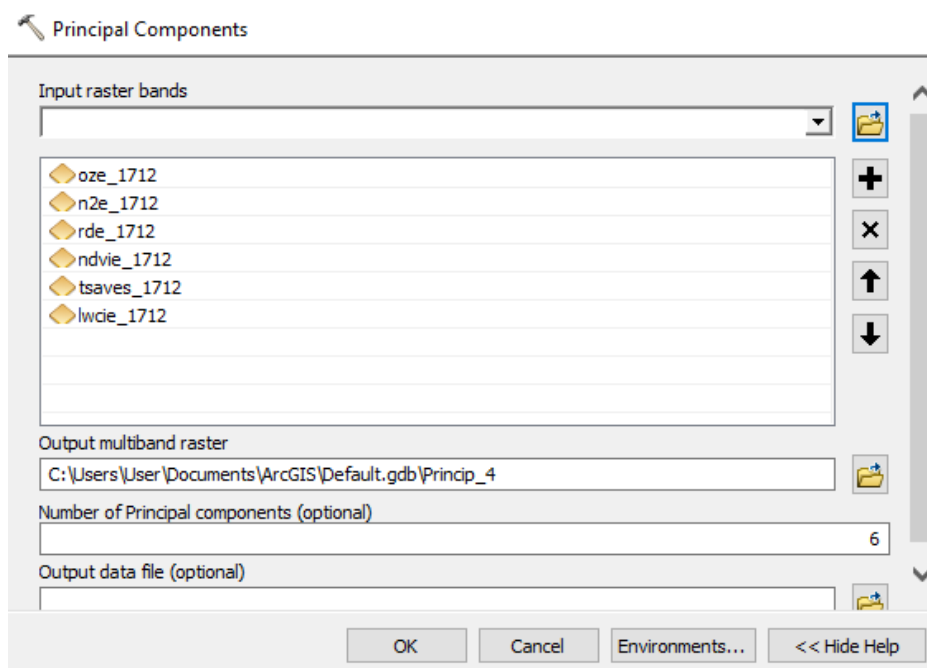 Principal Components
Input raster bands
oze_1712
n2e_1712
rde_1712
ndvie_1712
tsaves_1712
lwcie_1712
Output multiband raster
C:\Users\User\Documents\ArcGIS\Default.gdb\Princip_4
Number of Principal components (optional)
6
Output data file (optional)
OK Cancel Environments... << Hide Help